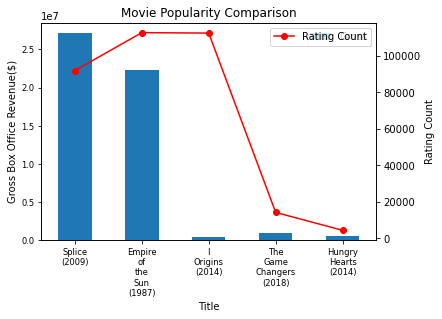 Movie Popularity Comparison
1e7
Rating Count
Gross Box Office Revenue($)
2.5
2.0
1.5
1.0
0.5
0.0
100000
80000
60000
40000
20000
0
Rating Count
Splice
(2009)
Empire
of
the
Sun
(1987)
I
Origins
(2014)
The
Game
Changers
(2018)
Hungry
Hearts
(2014)
Title